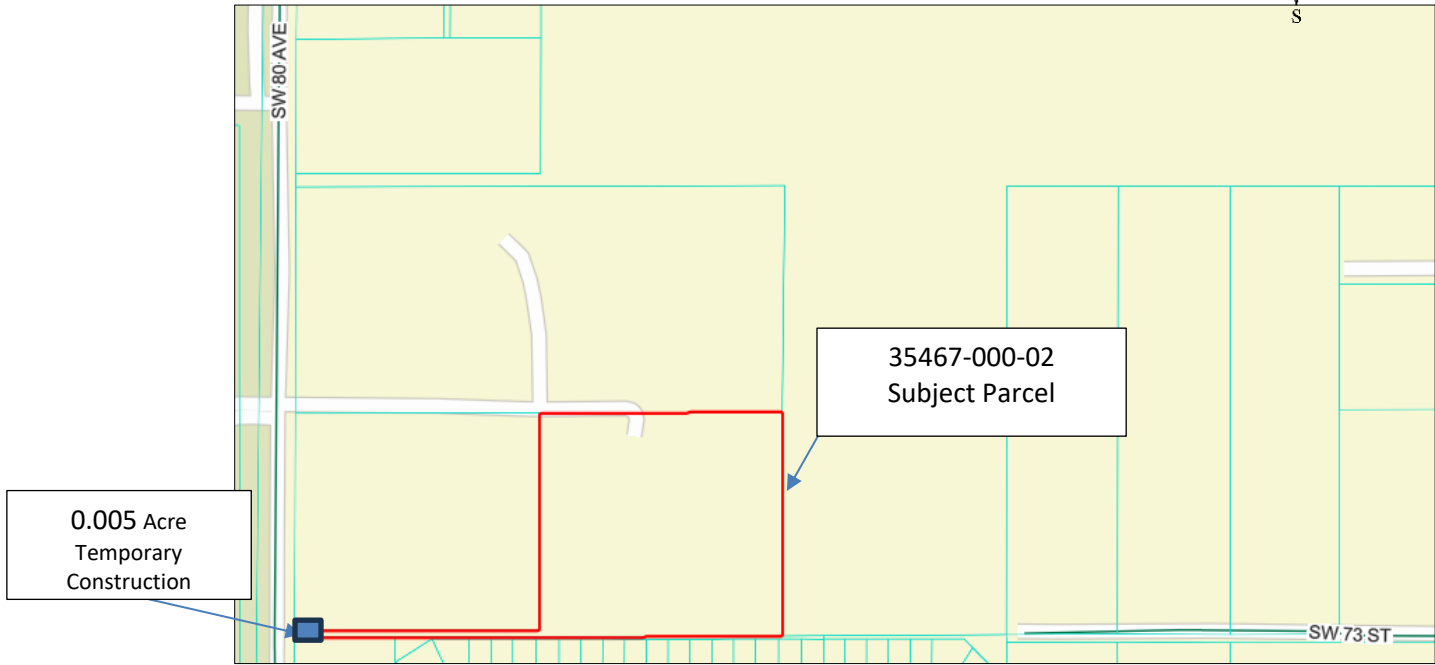 S
SW 80 AVE
35467-000-02
Subject Parcel
0.005 Acre
Temporary
Construction
SW 73 ST